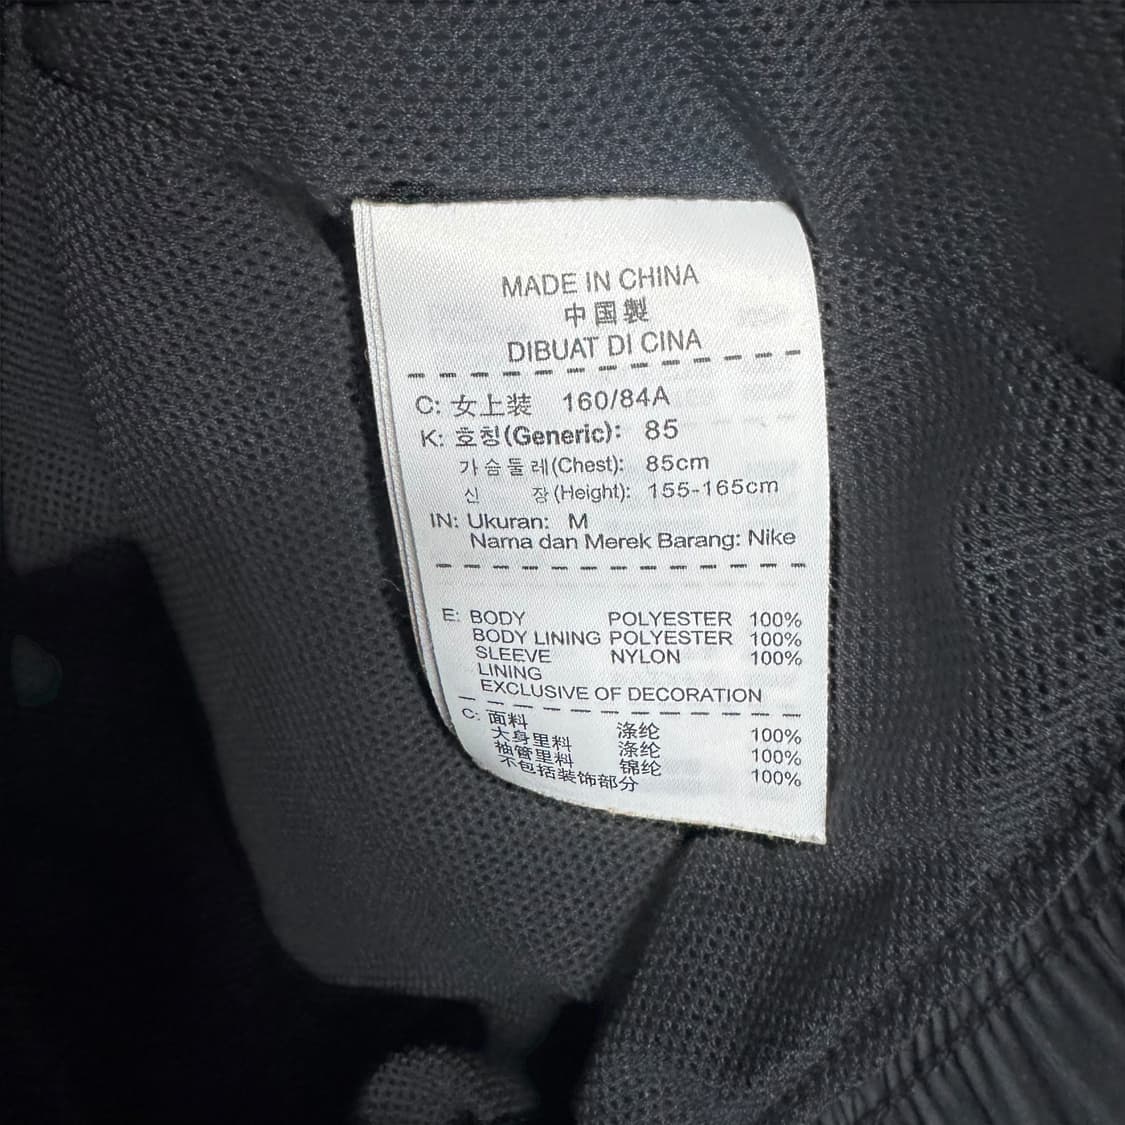 MADE IN CHINA
中国製
DIBUAT DI CINA
C: 女上装 160/84A
K: 호칭(Generic): 85
가슴둘레(Chest): 85cm
신 장(Height): 155-165cm
IN: Ukuran: M
Nama dan Merek Barang: Nike
E: BODY POLYESTER 100%
BODY LINING POLYESTER 100%
SLEEVE NYLON 100%
LINING
EXCLUSIVE OF DECORATION
C: 面料 涤纶 100%
大身里料 涤纶 100%
袖管里料 锦纶 100%
不包括装饰部分